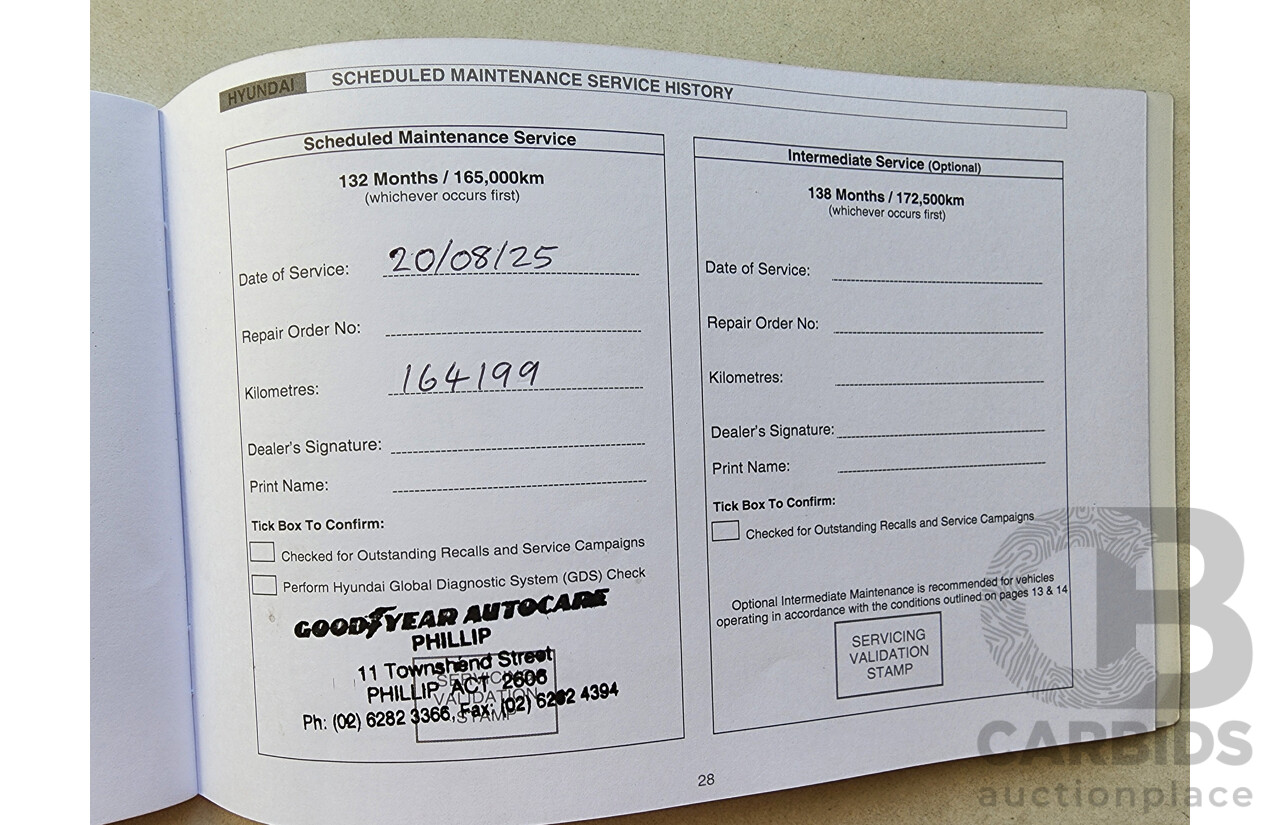 HYUNDAI SCHEDULED MAINTENANCE SERVICE HISTORY
Scheduled Maintenance Service
132 Months / 165,000km
(whichever occurs first)
Date of Service: 20/08/25
Repair Order No:
Kilometres: 164199
Dealer's Signature:
Print Name:
Tick Box To Confirm:
Checked for Outstanding Recalls and Service Campaigns
Perform Hyundai Global Diagnostic System (GDS) Check
GOODYEAR AUTOCARE
PHILLIP
11 Townshend Street
PHILLIP ACT 2606
Ph: (02) 6282 3366, Fax: (02) 6282 4394
SERVICING
VALIDATION
STAMP
Intermediate Service (Optional)
138 Months / 172,500km
(whichever occurs first)
Date of Service:
Repair Order No:
Kilometres:
Dealer's Signature:
Print Name:
Tick Box To Confirm:
Checked for Outstanding Recalls and Service Campaigns
Optional Intermediate Maintenance is recommended for vehicles
operating in accordance with the conditions outlined on pages 13 & 14
SERVICING
VALIDATION
STAMP
28
CB
CARBIDS
auctionplace